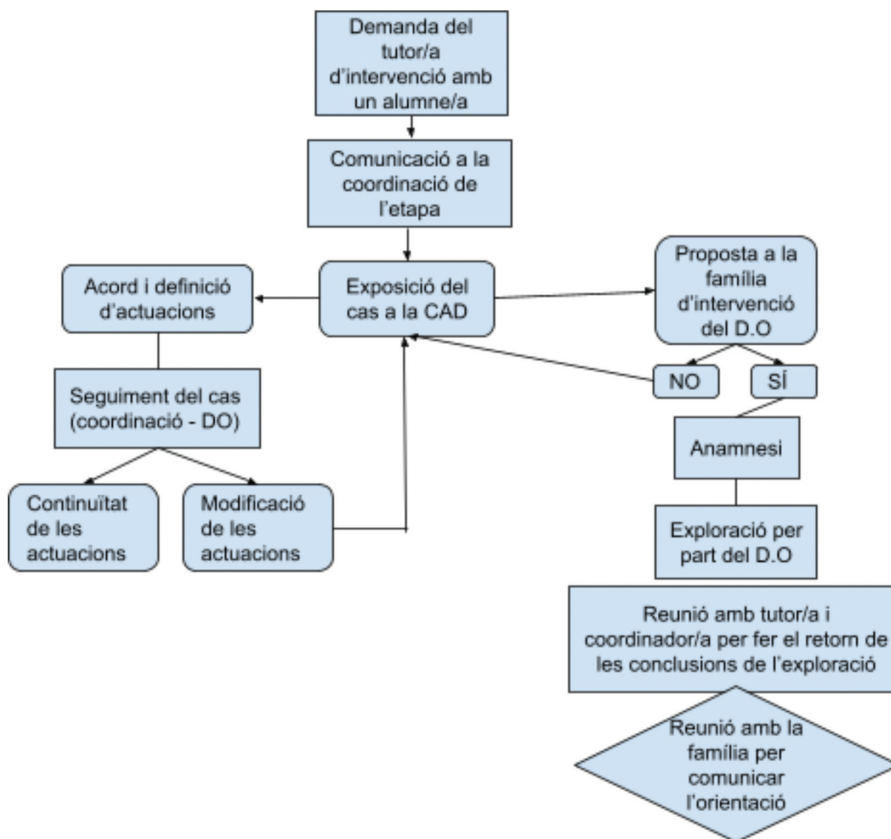 Demanda del
tutor/a
d'intervenció amb
un alumne/a
Comunicació a la
coordinació de
l'etapa
Exposició del
cas a la CAD
Acord i definició
d'actuacions
Seguiment del cas
(coordinació - DO)
Continuïtat
de les
actuacions
Modificació
de les
actuacions
Proposta a la
família
d'intervenció
del D.O
NO
SÍ
Anamnesi
Exploració per
part del D.O
Reunió amb tutor/a i
coordinador/a per fer el retorn de
les conclusions de l'exploració
Reunió amb la
família per
comunicar
l'orientació